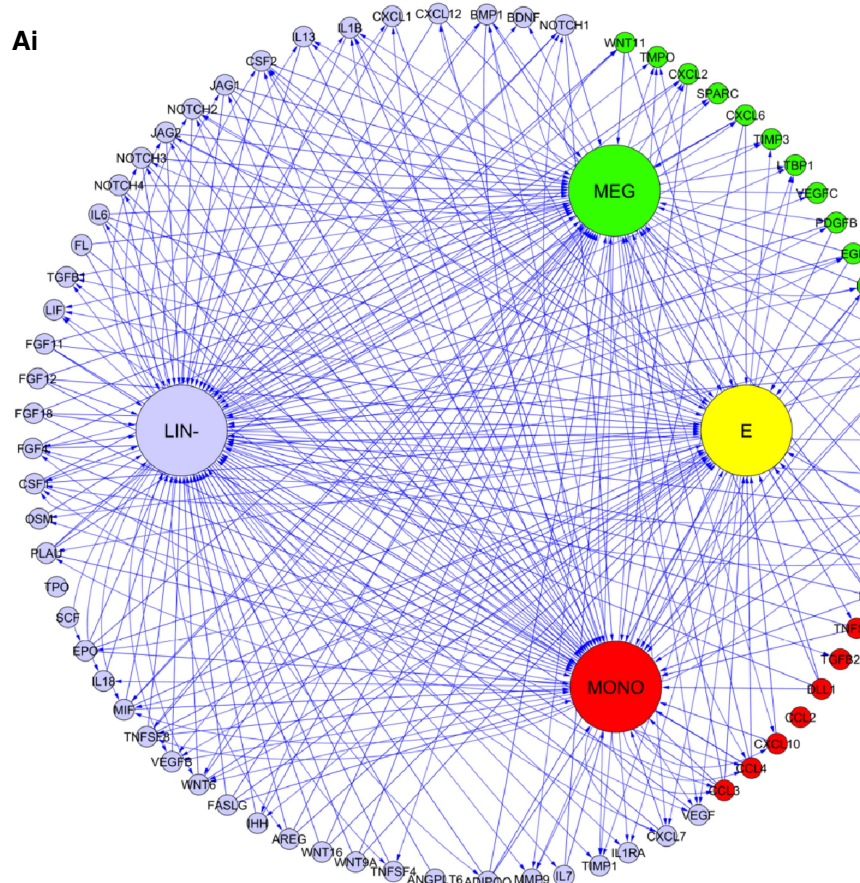 Ai
CXCL1
CXCL12
BMP1
BDNF
NOTCH1
IL13
IL1B
CSF2
JAG1
NOTCH2
JAG2
NOTCH3
NOTCH4
IL6
FL
TGFB1
LIF
FGF11
FGF12
FGF18
FGF4
CSF1
OSM
PLAU
TPO
SCF
EPO
IL18
MIF
TNFSF8
VEGFB
WNT6
FASLG
IHH
AREG
WNT16
WNT9A
TNFSF4
ANGPLT6
ADIPOQ
MMP9
IL7
TIMP1
IL1RA
CXCL7
VEGF
CCL3
CCL4
CXCL10
CCL2
DLL1
TGFB2
WNT11
TMPO
CXCL2
SPARC
CXCL6
TIMP3
LTBP1
VEGFC
PDGFB
MEG
LIN-
E
MONO